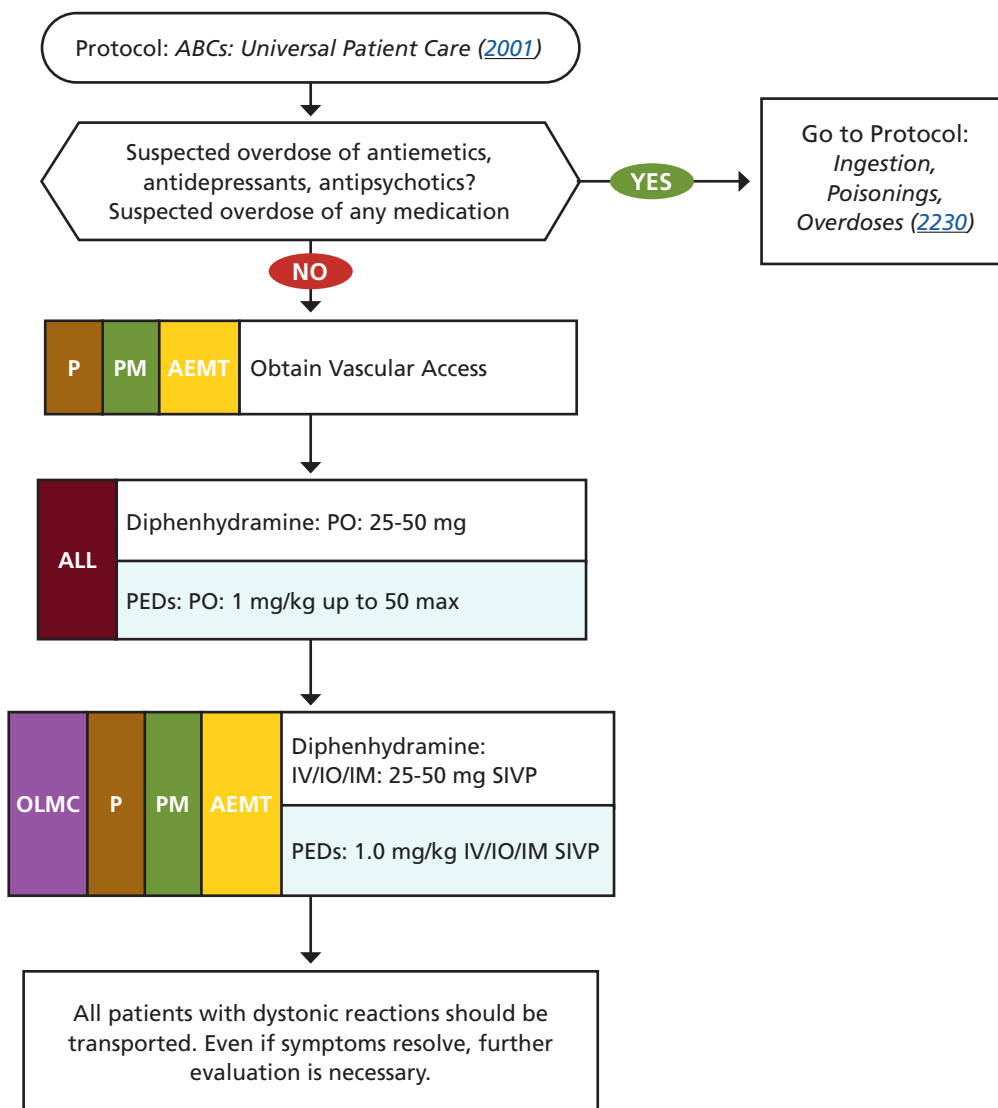 Protocol: ABCs: Universal Patient Care (2001)
Suspected overdose of antiemetics,
antidepressants, antipsychotics?
Suspected overdose of any medication
YES
Go to Protocol:
Ingestion,
Poisonings,
Overdoses (2230)
NO
P PM AEMT Obtain Vascular Access
ALL
Diphenhydramine: PO: 25-50 mg
PEDs: PO: 1 mg/kg up to 50 max
OLMC P PM AEMT
Diphenhydramine:
IV/IO/IM: 25-50 mg SIVP
PEDs: 1.0 mg/kg IV/IO/IM SIVP
All patients with dystonic reactions should be
transported. Even if symptoms resolve, further
evaluation is necessary.